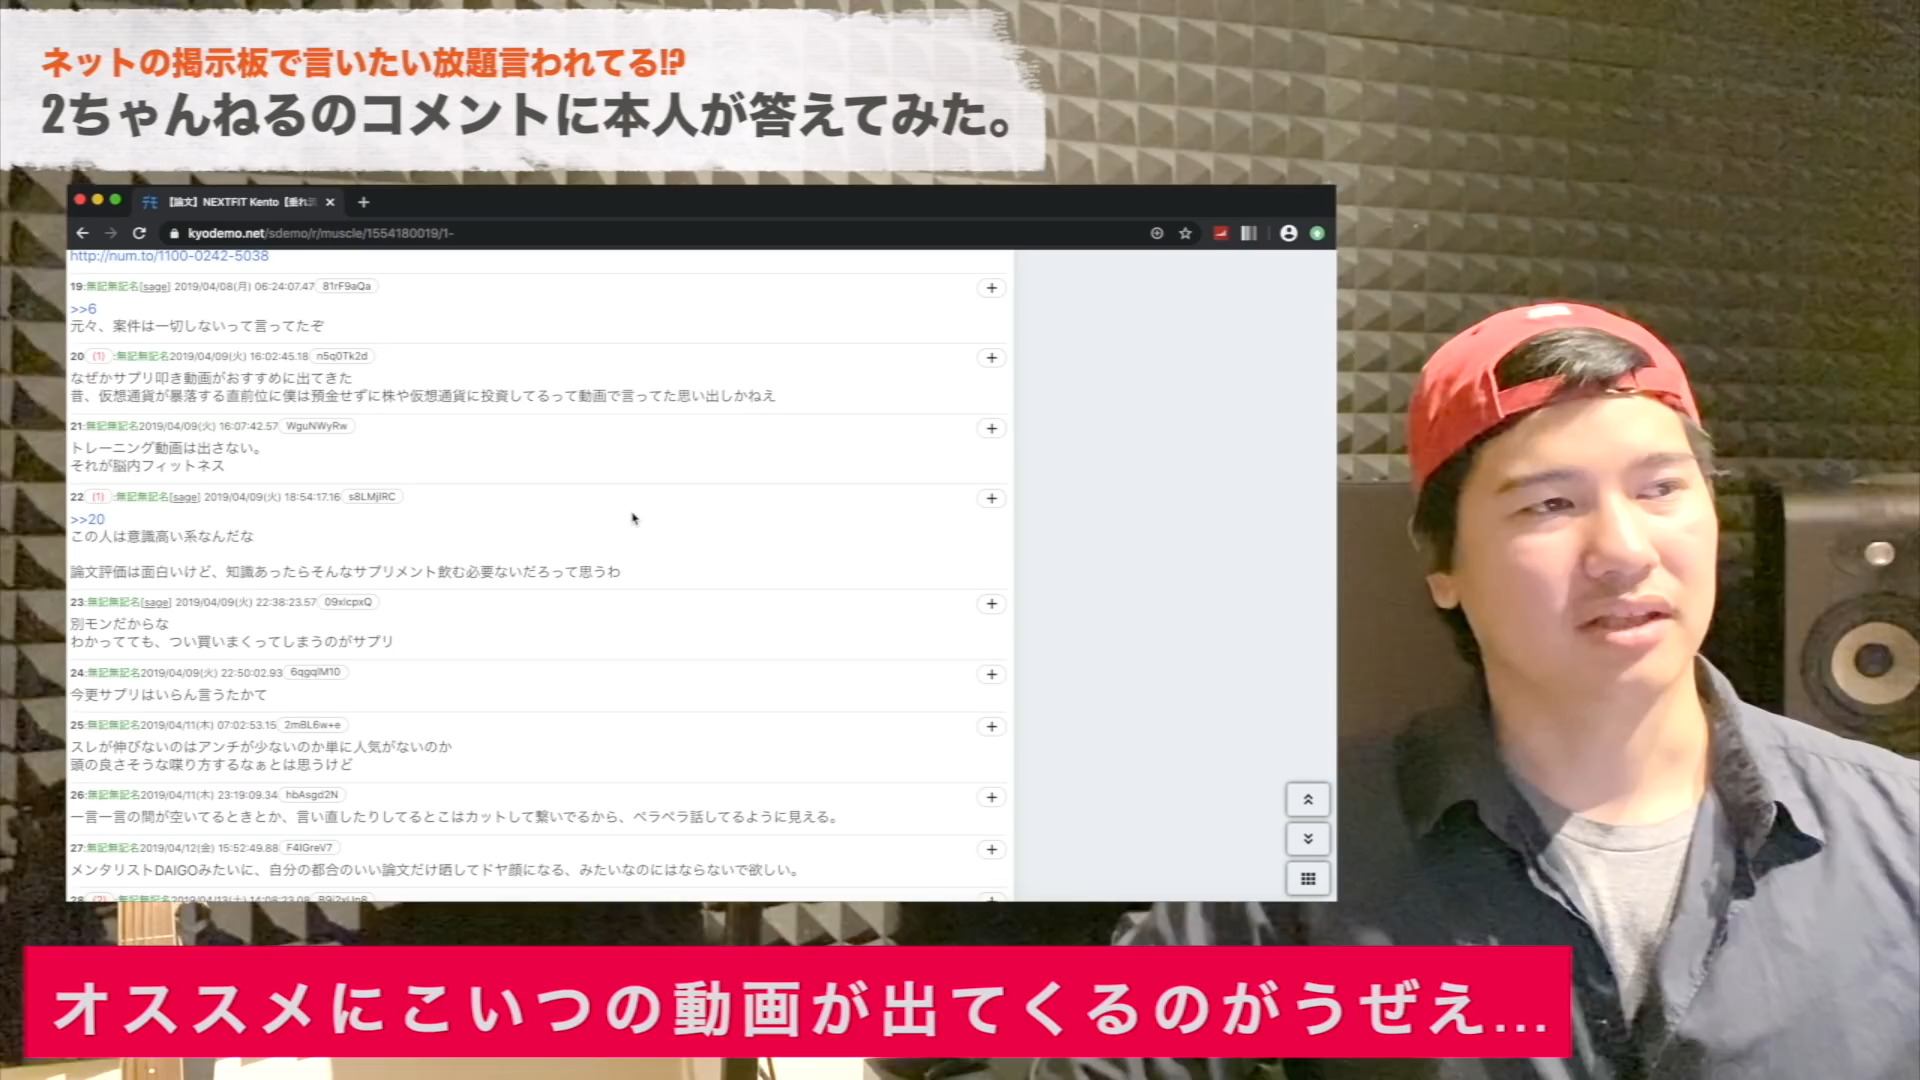 ネットの掲示板で言いたい放題言われてる!?
2ちゃんねるのコメントに本人が答えてみた。
【論文】NEXTFIT Kento【垂れ
kyodemo.net/sdemo/r/muscle/1554180019/1-
http://num.to/1100-0242-5038
19:無記無記名[sage] 2019/04/08(月) 06:24:07.47 81rF9aQa
>>6
元々、案件は一切しないって言ってたぞ
20 (1) :無記無記名2019/04/09(火) 16:02:45.18 n5q0Tk2d
なぜかサプリ叩き動画がおすすめに出てきた
昔、仮想通貨が暴落する直前位に僕は預金せずに株や仮想通貨に投資してるって動画で言ってた思い出しかねえ
21:無記無記名2019/04/09(火) 16:07:42.57 WguNWyRw
トレーニング動画は出さない。
それが脳内フィットネス
22 (1) :無記無記名[sage] 2019/04/09(火) 18:54:17.16 s8LMjIRC
>>20
この人は意識高い系なんだな
論文評価は面白いけど、知識あったらそんなサプリメント飲む必要ないだろって思うわ
23:無記無記名[sage] 2019/04/09(火) 22:38:23.57 09xicpxQ
別モンだからな
わかってても、つい買いまくってしまうのがサプリ
24:無記無記名2019/04/09(火) 22:50:02.93 6qgqlM10
今更サプリはいらん言うたかて
25:無記無記名2019/04/11(木) 07:02:53.15 2mBL6w+e
スレが伸びないのはアンチが少ないのか単に人気がないのか
頭の良さそうな喋り方するなぁとは思うけど
26:無記無記名2019/04/11(木) 23:19:09.34 hbAsgd2N
一言一言の間が空いてるときとか、言い直したりしてるとこはカットして繋いでるから、ペラペラ話してるように見える。
27:無記無記名2019/04/12(金) 15:52:49.88 F4IGreV7
メンタリストDAIGOみたいに、自分の都合のいい論文だけ晒してドヤ顔になる、みたいなのにはならないで欲しい。
28 (2) :無記無記名2019/04/13(土) 14:08:23.08
オススメにこいつの動画が出てくるのがうぜえ...